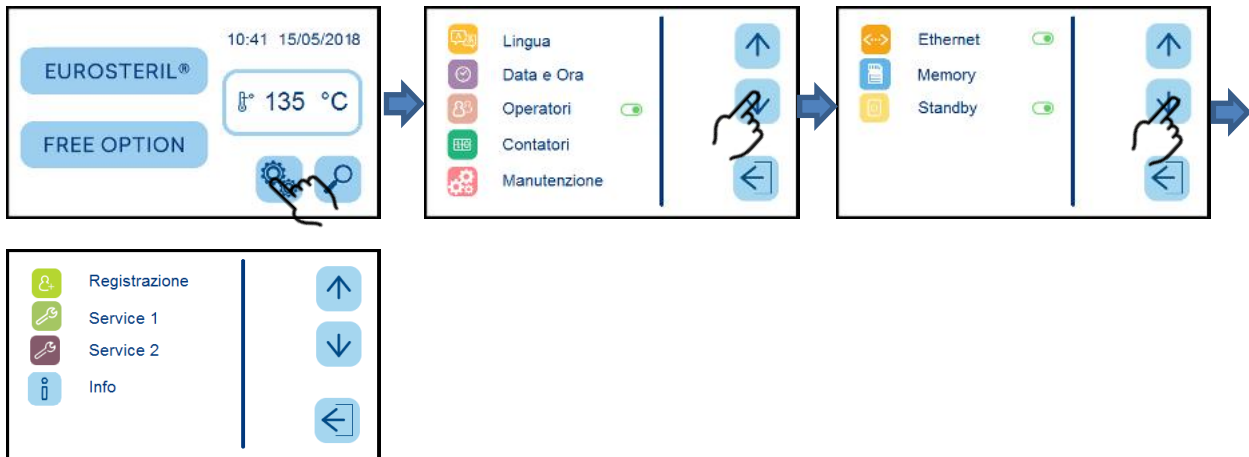 10:41 15/05/2018
EUROSTERIL®
135 °C
FREE OPTION
Lingua
Data e Ora
Operatori
Contatori
Manutenzione
Ethernet
Memory
Standby
Registrazione
Service 1
Service 2
Info